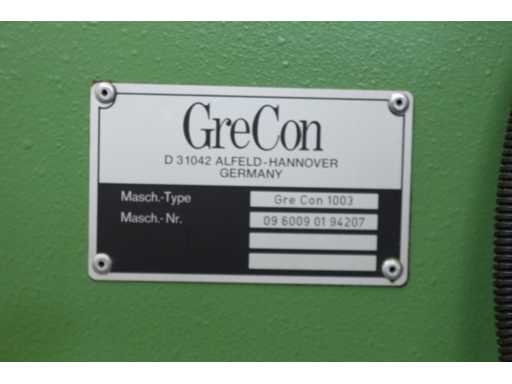 GreCon
D 31042 ALFELD-HANNOVER
GERMANY
Masch.-Type Gre Con 1003
Masch.-Nr. 09 6009 01 94207